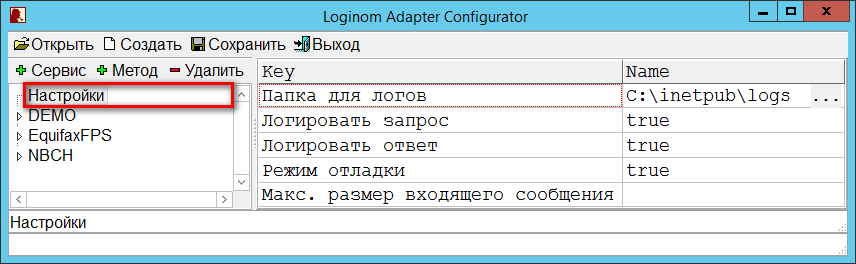 Loginom Adapter Configurator
Открыть Создать Сохранить Выход
Сервис Метод Удалить
Key Name
Настройки
Папка для логов C:\inetpub\logs ...
DEMO
Логировать запрос true
EquifaxFPS
Логировать ответ true
NBCH
Режим отладки true
Макс. размер входящего сообщения
Настройки